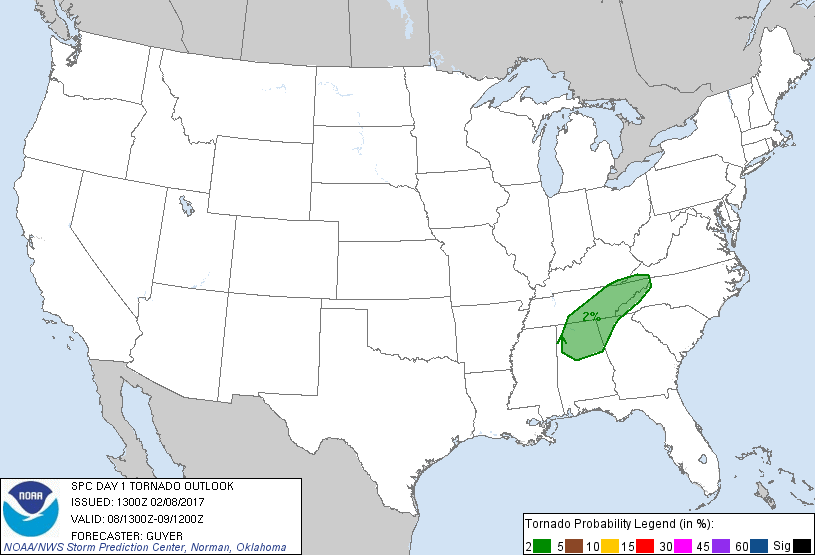 2%
NOAA
SPC DAY 1 TORNADO OUTLOOK
ISSUED: 1300Z 02/08/2017
VALID: 08/1300Z-09/1200Z
FORECASTER: GUYER
NOAA/NWS Storm Prediction Center, Norman, Oklahoma
Tornado Probability Legend (in %):
2 5 10 15 30 45 60 Sig